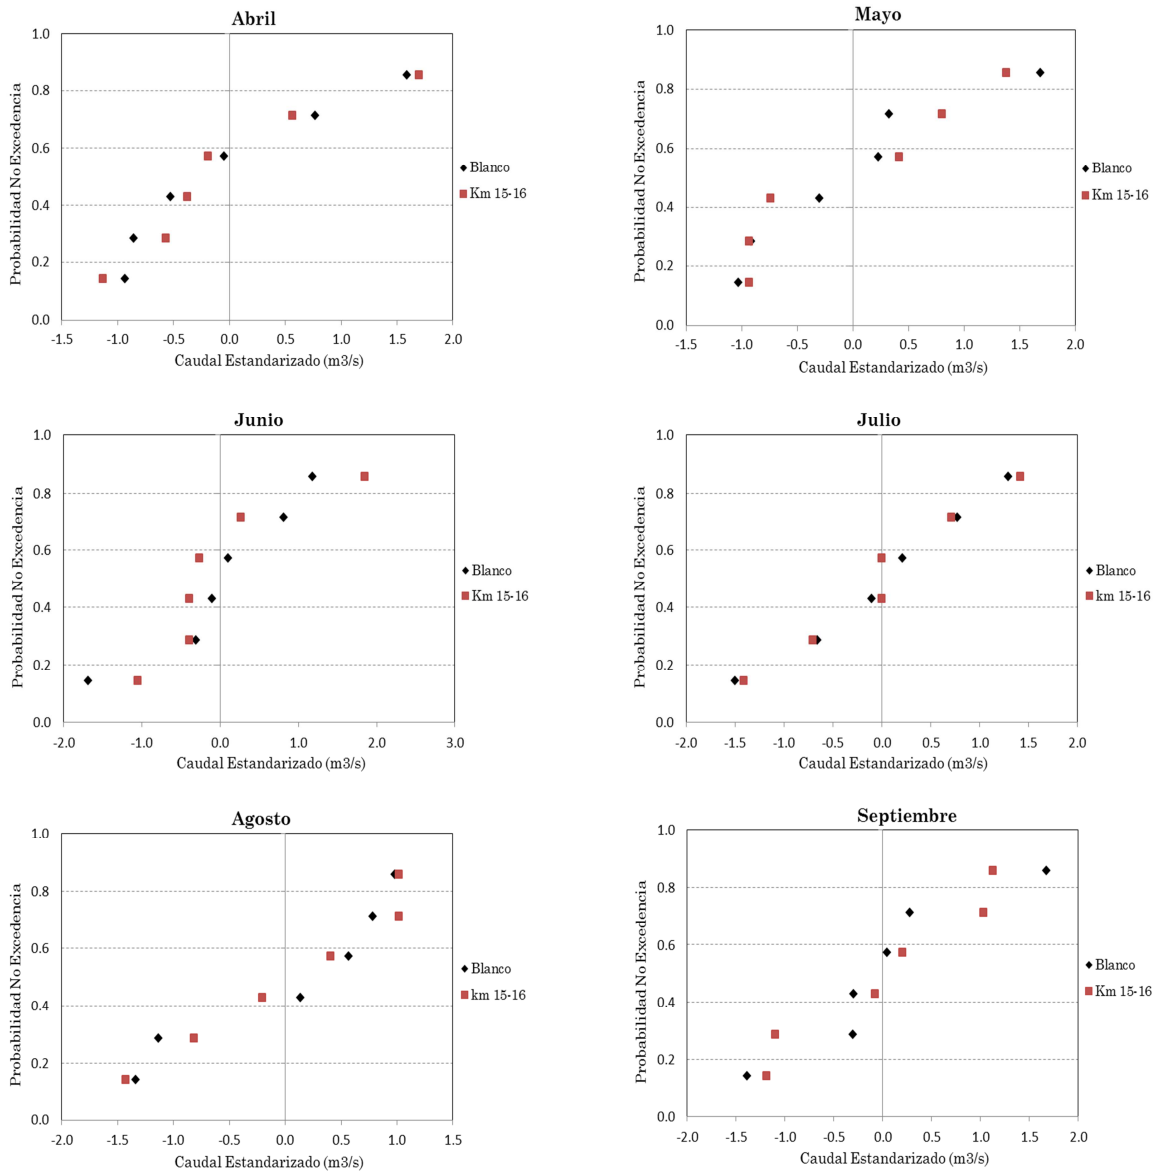 Abril
Probabilidad No Excedencia
1.0
0.8
0.6
0.4
0.2
0.0
-1.5 -1.0 -0.5 0.0 0.5 1.0 1.5 2.0
Caudal Estandarizado (m3/s)
Blanco
Km 15-16
Mayo
Probabilidad No Excedencia
1.0
0.8
0.6
0.4
0.2
0.0
-1.5 -1.0 -0.5 0.0 0.5 1.0 1.5 2.0
Caudal Estandarizado (m3/s)
Blanco
Km 15-16
Junio
Probabilidad No Excedencia
1.0
0.8
0.6
0.4
0.2
0.0
-2.0 -1.0 0.0 1.0 2.0 3.0
Caudal Estandarizado (m3/s)
Blanco
Km 15-16
Julio
Probabilidad No Excedencia
1.0
0.8
0.6
0.4
0.2
0.0
-2.0 -1.5 -1.0 -0.5 0.0 0.5 1.0 1.5 2.0
Caudal Estandarizado (m3/s)
Blanco
km 15-16
Agosto
Probabilidad No Excedencia
1.0
0.8
0.6
0.4
0.2
0.0
-2.0 -1.5 -1.0 -0.5 0.0 0.5 1.0 1.5
Caudal Estandarizado (m3/s)
Blanco
km 15-16
Septiembre
Probabilidad No Excedencia
1.0
0.8
0.6
0.4
0.2
0.0
-2.0 -1.5 -1.0 -0.5 0.0 0.5 1.0 1.5 2.0
Caudal Estandarizado (m3/s)
Blanco
Km 15-16